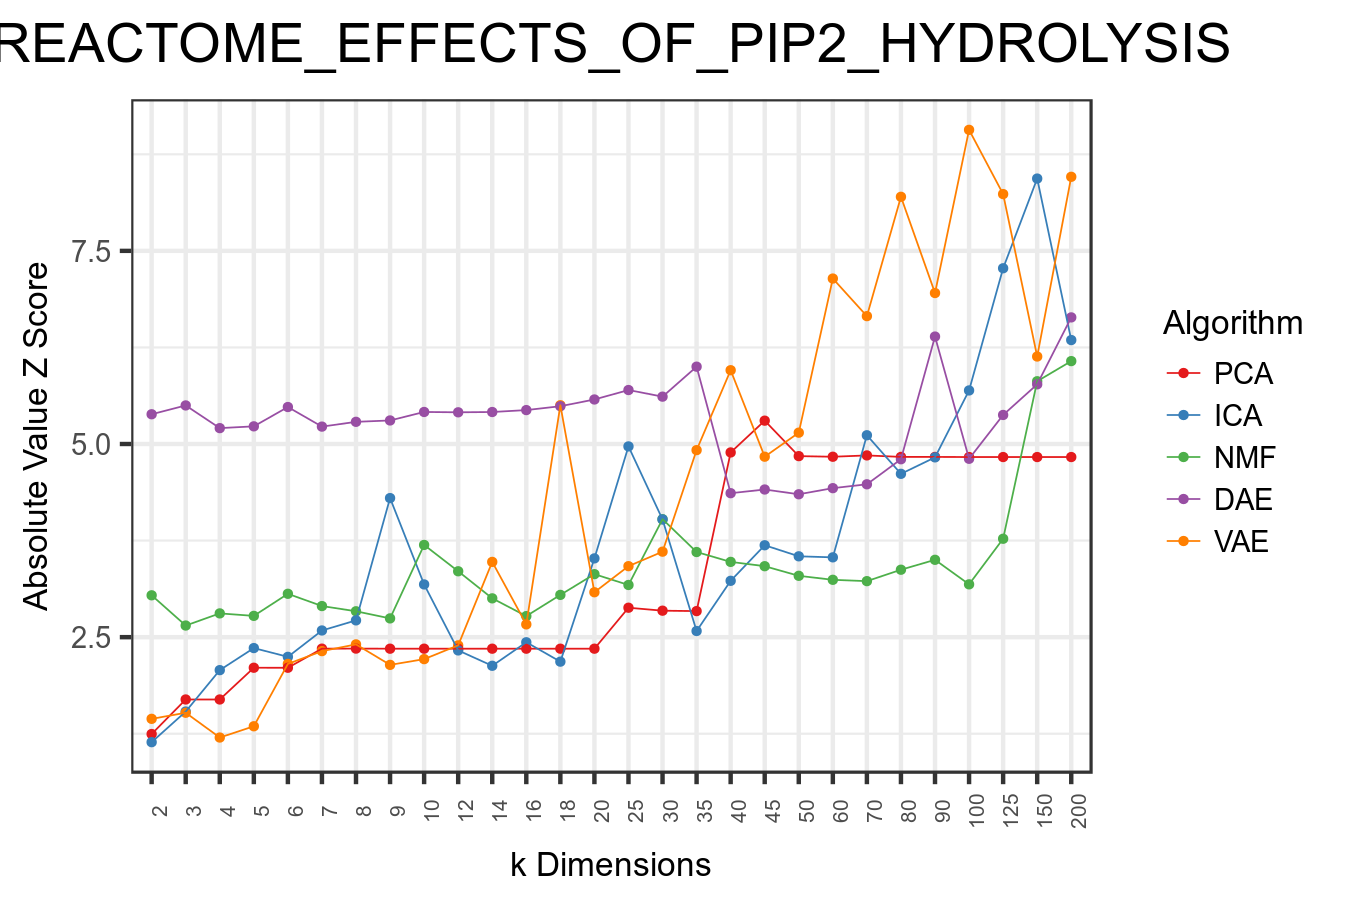 REACTOME_EFFECTS_OF_PIP2_HYDROLYSIS
Absolute Value Z Score
7.5
5.0
2.5
2 3 4 5 6 7 8 9 10 12 14 16 18 20 25 30 35 40 45 50 60 70 80 90 100 125 150 200
k Dimensions
Algorithm
PCA
ICA
NMF
DAE
VAE